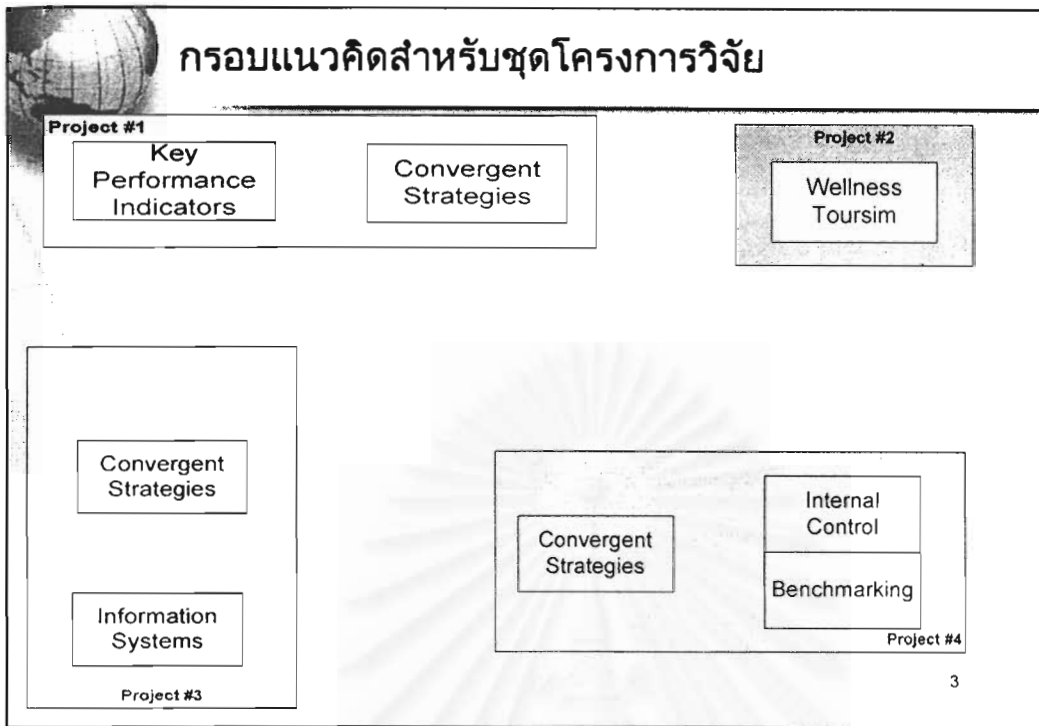 กรอบแนวคิดสำหรับชุดโครงการวิจัย
Project #1
Key
Performance
Indicators
Convergent
Strategies
Project #2
Wellness
Toursim
Convergent
Strategies
Information
Systems
Project #3
Convergent
Strategies
Internal
Control
Benchmarking
Project #4
3